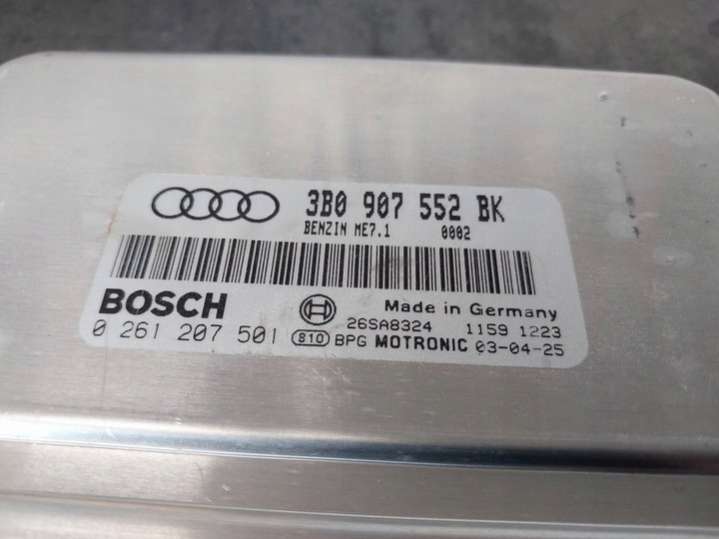 3B0 907 552 BK
BENZIN ME7.1 0002
BOSCH
Made in Germany
26SA8324 1159 1223
0 261 207 501 810 BPG MOTRONIC 03-04-25